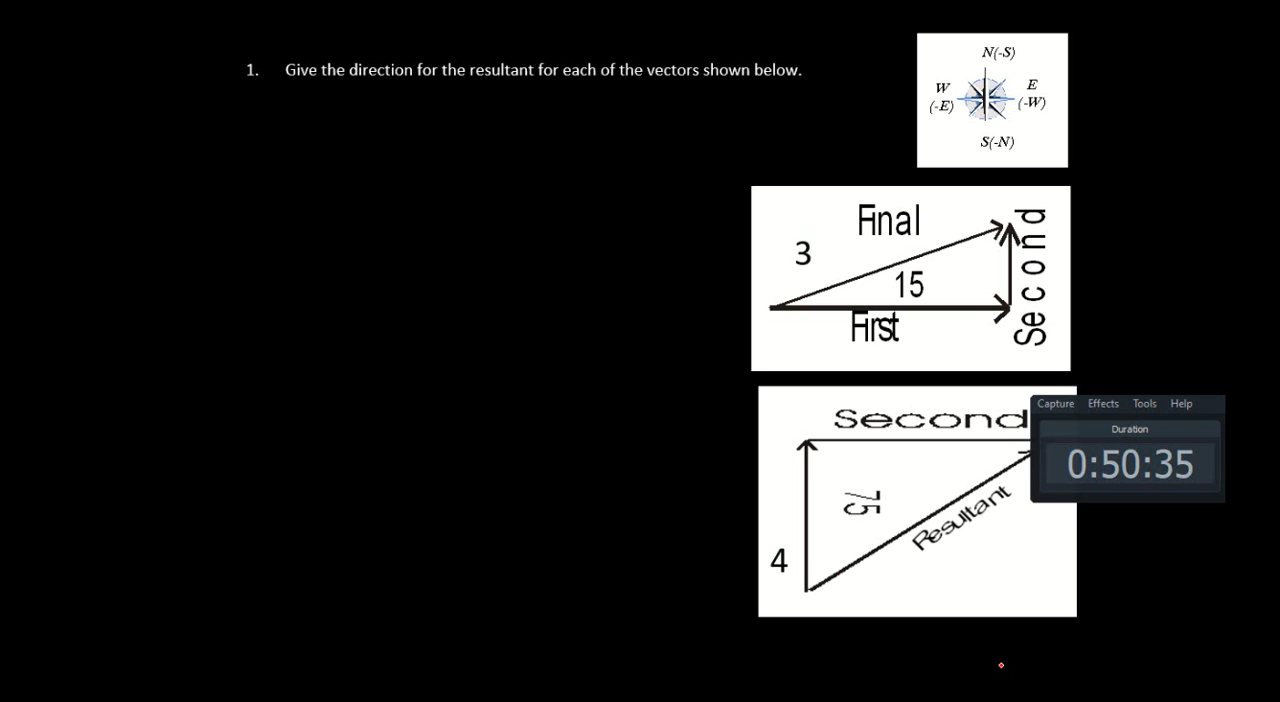 1. Give the direction for the resultant for each of the vectors shown below.
N(-S)
W
(-E)
E
(-W)
S(-N)
Final
3
15
First
Second
Second
75
4
Resultant
Capture Effects Tools Help
Duration
0:50:35